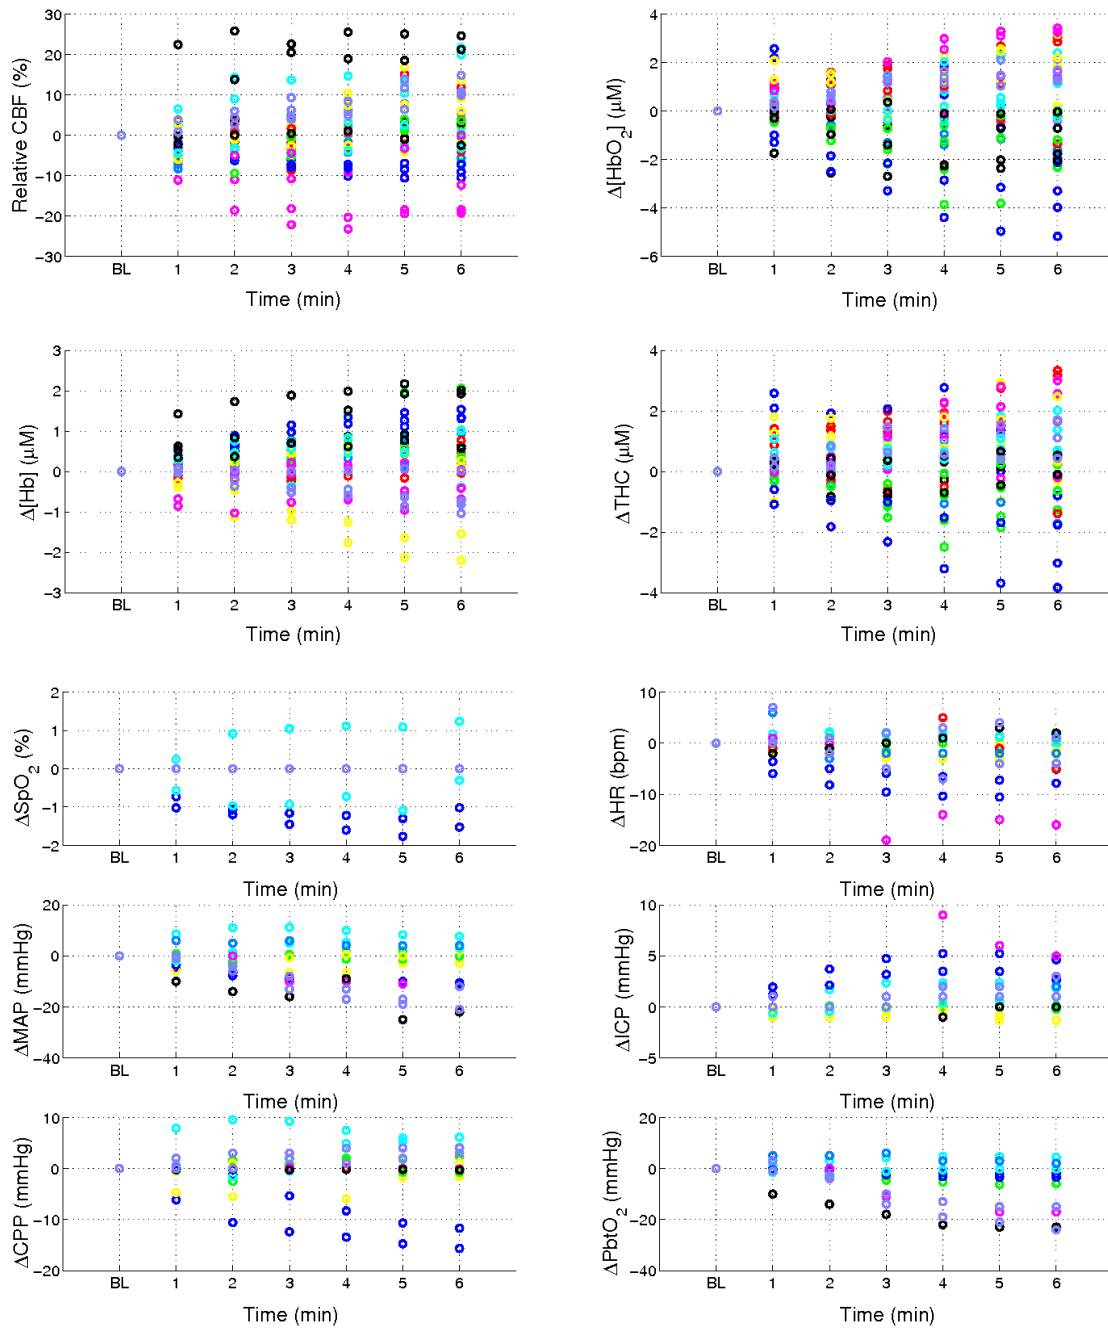 Relative CBF (%)
30
20
10
0
−10
−20
−30
BL 1 2 3 4 5 6
Time (min)
Δ[HbO2] (μM)
4
2
0
−2
−4
−6
BL 1 2 3 4 5 6
Time (min)
Δ[Hb] (μM)
3
2
1
0
−1
−2
−3
BL 1 2 3 4 5 6
Time (min)
ΔTHC (μM)
4
2
0
−2
−4
BL 1 2 3 4 5 6
Time (min)
ΔSpO2 (%)
2
1
0
−1
−2
BL 1 2 3 4 5 6
Time (min)
ΔHR (bpm)
10
0
−10
−20
BL 1 2 3 4 5 6
Time (min)
ΔMAP (mmHg)
20
0
−20
−40
BL 1 2 3 4 5 6
Time (min)
ΔICP (mmHg)
10
5
0
−5
BL 1 2 3 4 5 6
Time (min)
ΔCPP (mmHg)
10
0
−10
−20
BL 1 2 3 4 5 6
Time (min)
ΔPbtO2 (mmHg)
20
0
−20
−40
BL 1 2 3 4 5 6
Time (min)